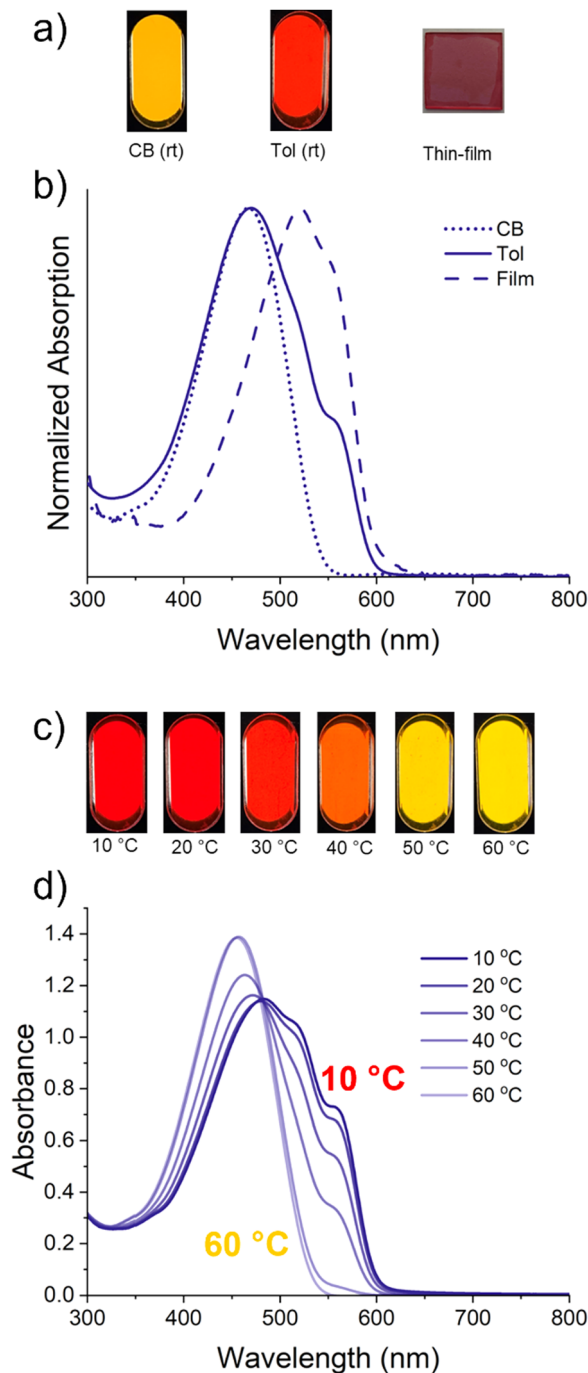 a)
CB (rt) Tol (rt) Thin-film
b)
CB
Tol
Film
Normalized Absorption
300 400 500 600 700 800
Wavelength (nm)
c)
10 °C 20 °C 30 °C 40 °C 50 °C 60 °C
d)
1.4
1.2
1.0
0.8
0.6
0.4
0.2
0.0
Absorbance
10 °C
20 °C
30 °C
40 °C
50 °C
60 °C
10 °C
60 °C
300 400 500 600 700 800
Wavelength (nm)